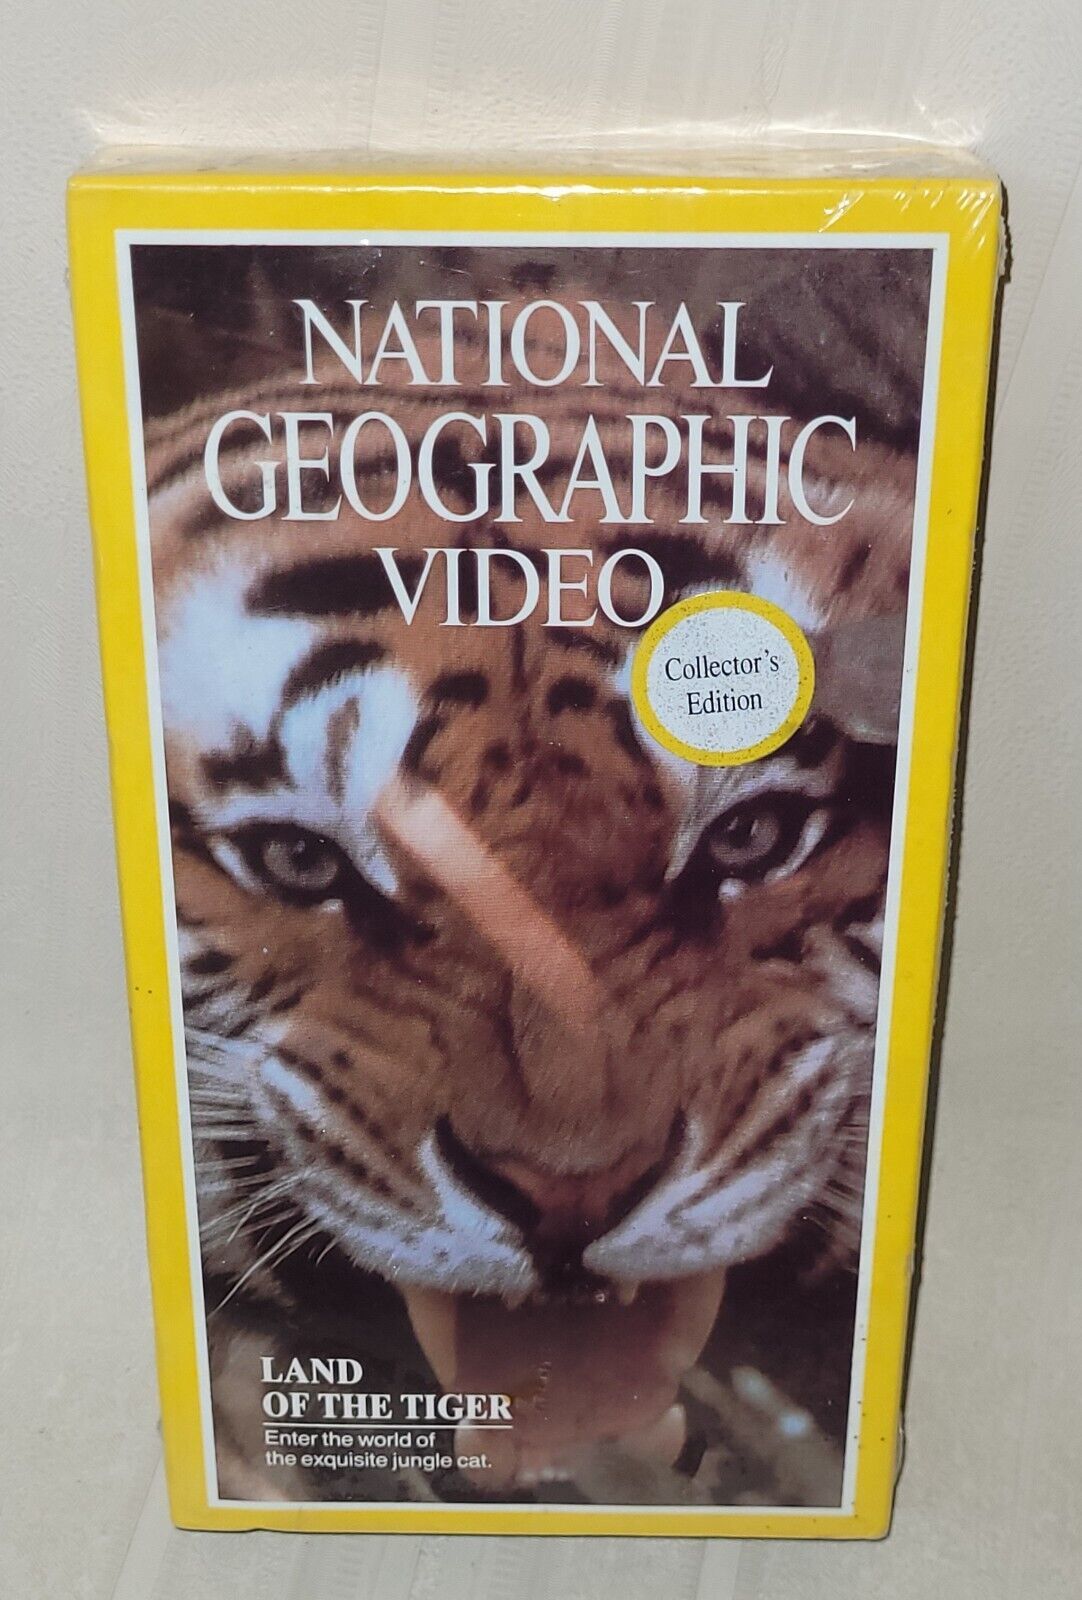 NATIONAL
GEOGRAPHIC
VIDEO
Collector's
Edition
LAND
OF THE TIGER
Enter the world of
the exquisite jungle cat.